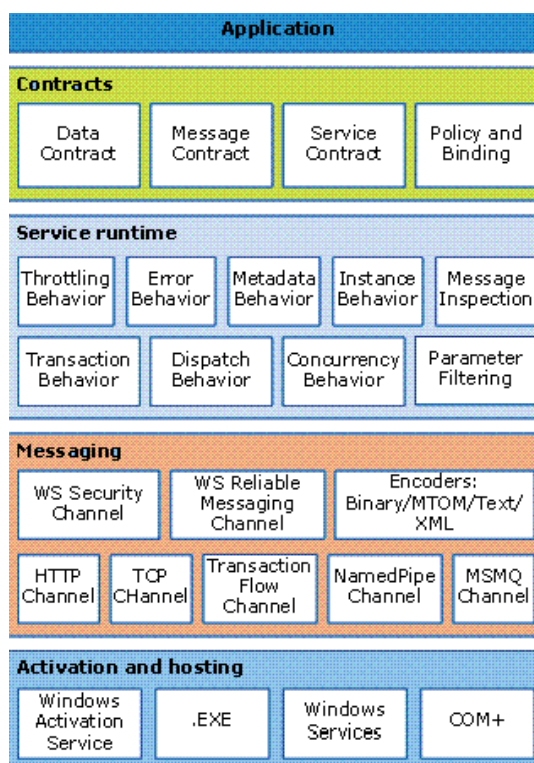 Application
Contracts
Data
Contract
Message
Contract
Service
Contract
Policy and
Binding
Service runtime
Throttling
Behavior
Error
Behavior
Metadata
Behavior
Instance
Behavior
Message
Inspection
Transaction
Behavior
Dispatch
Behavior
Concurrency
Behavior
Parameter
Filtering
Messaging
WS Security
Channel
WS Reliable
Messaging
Channel
Encoders:
Binary/MTOM/Text/
XML
HTTP
Channel
TCP
CHannel
Transaction
Flow
Channel
NamedPipe
Channel
MSMQ
Channel
Activation and hosting
Windows
Activation
Service
.EXE
Windows
Services
COM+